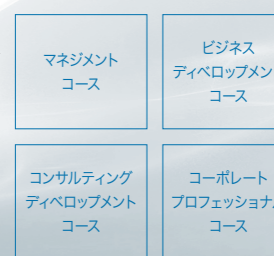 マネジメント
コース
ビジネス
ディベロップメン
コース
コンサルティング
ディベロップメント
コース
コーポレート
プロフェッショナ
コース